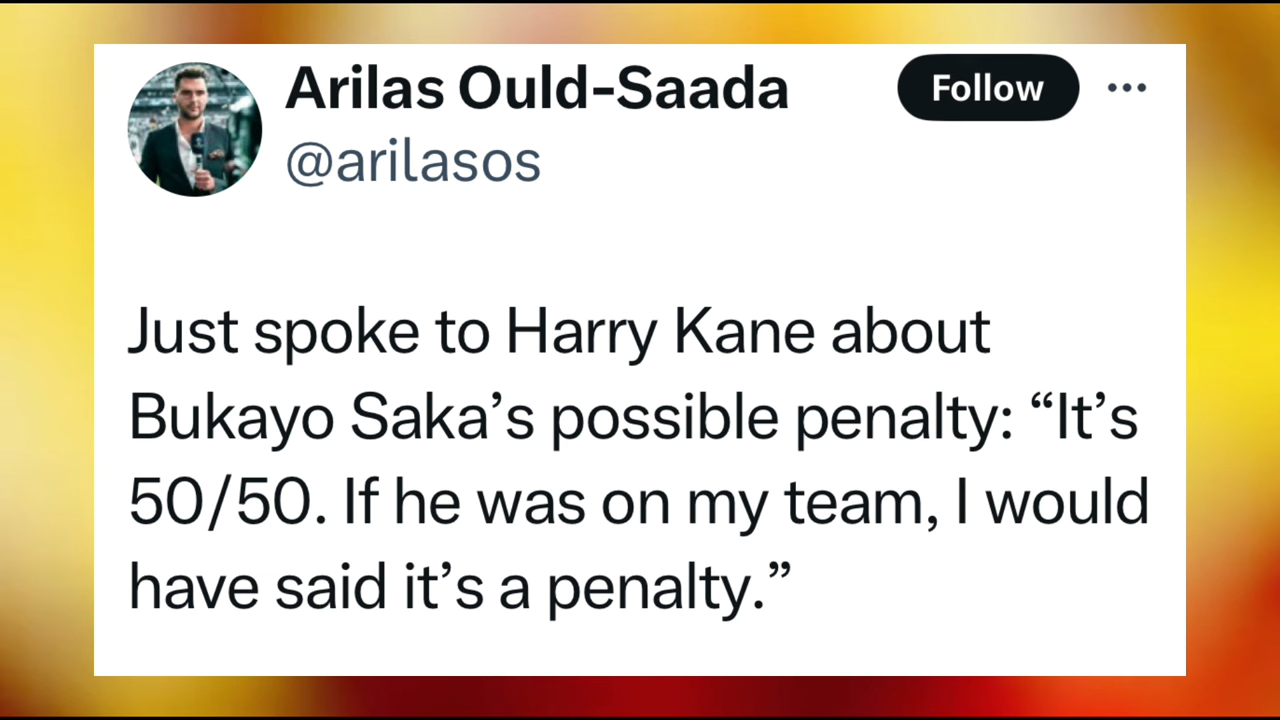 Arilas Ould-Saada
Follow
@arilasos
Just spoke to Harry Kane about
Bukayo Saka’s possible penalty: “It’s
50/50. If he was on my team, I would
have said it’s a penalty.”